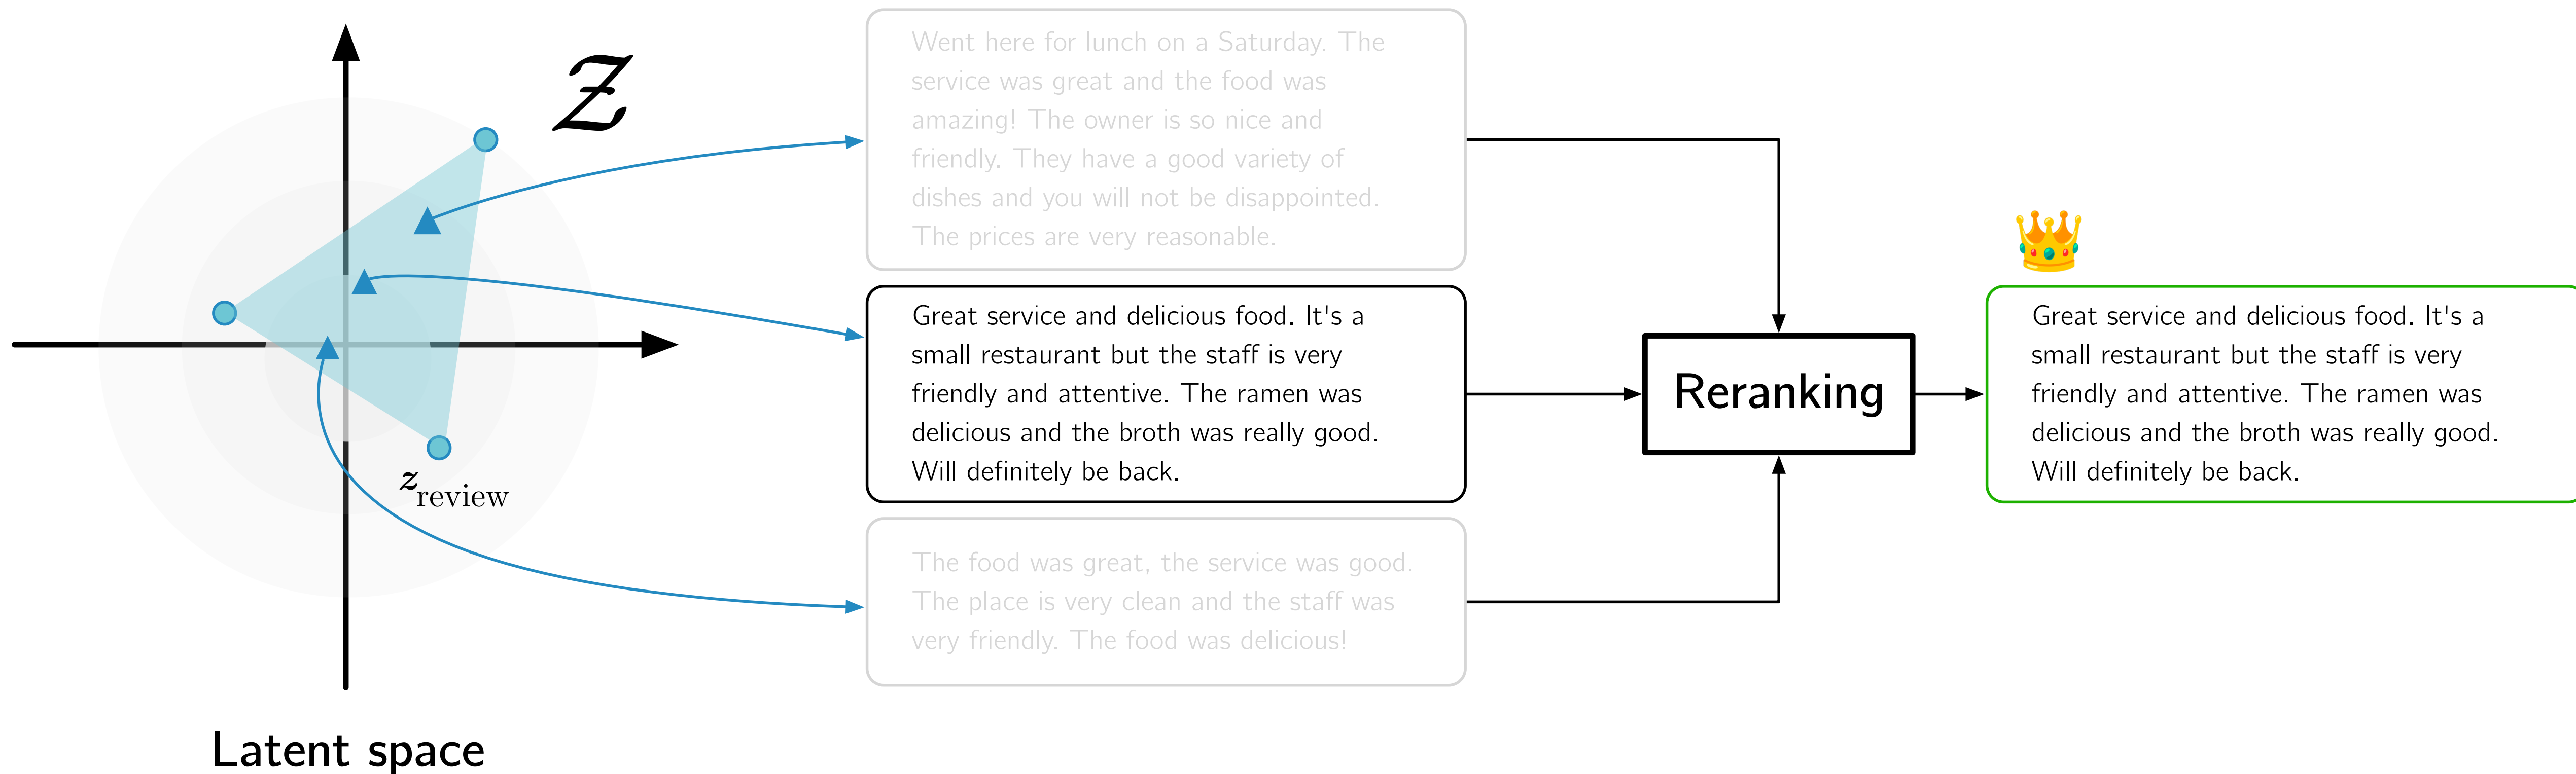 𝒵
Went here for lunch on a Saturday. The
service was great and the food was
amazing! The owner is so nice and
friendly. They have a good variety of
dishes and you will not be disappointed.
The prices are very reasonable.
Great service and delicious food. It's a
small restaurant but the staff is very
friendly and attentive. The ramen was
delicious and the broth was really good.
Will definitely be back.
The food was great, the service was good.
The place is very clean and the staff was
very friendly. The food was delicious!
z review
Latent space
Reranking
Great service and delicious food. It's a
small restaurant but the staff is very
friendly and attentive. The ramen was
delicious and the broth was really good.
Will definitely be back.